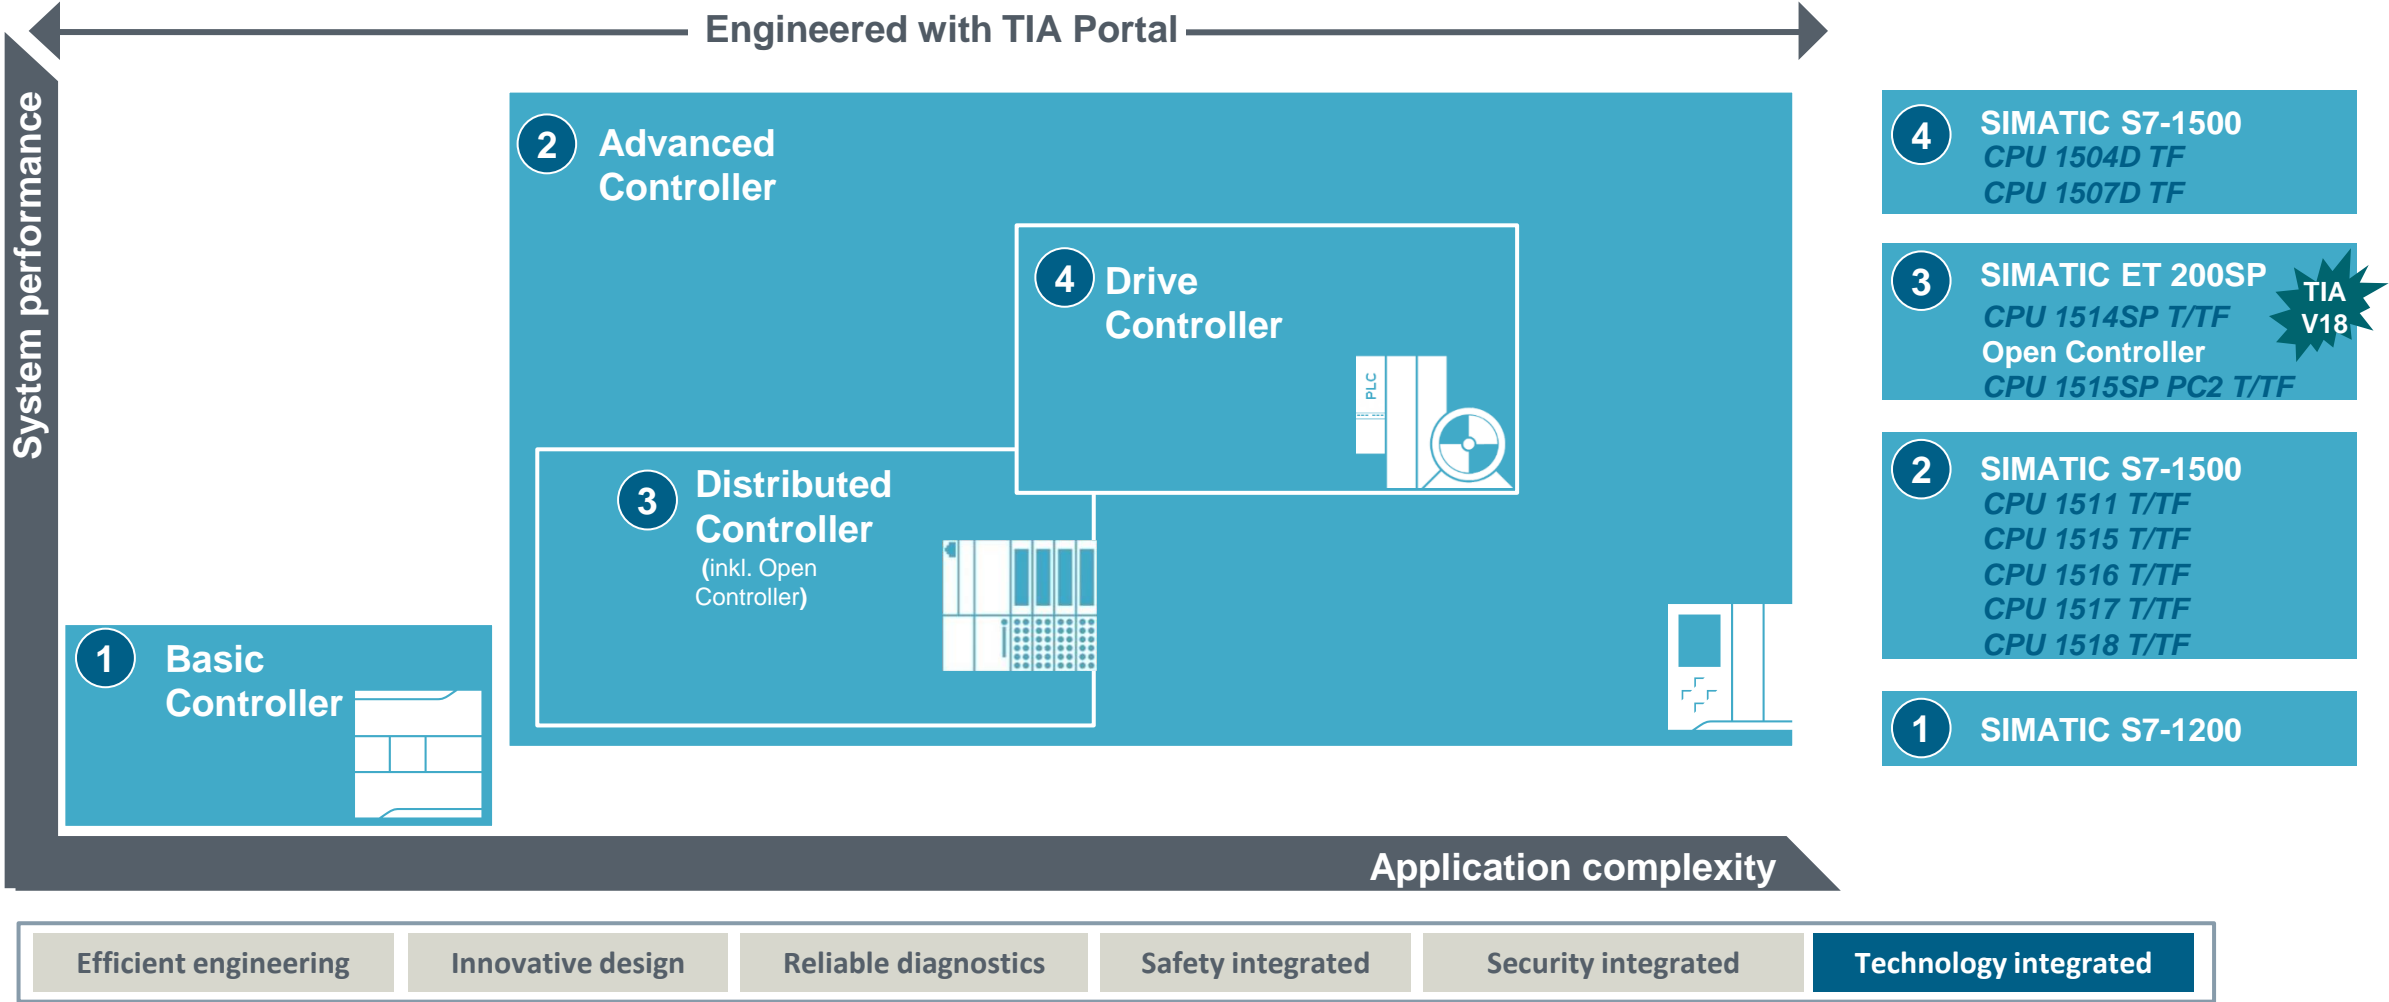 Engineered with TIA Portal
System performance
2
Advanced
Controller
4
Drive
Controller
PLC
3
Distributed
Controller
(inkl. Open
Controller)
1
Basic
Controller
Application complexity
4
SIMATIC S7-1500
CPU 1504D TF
CPU 1507D TF
3
SIMATIC ET 200SP
CPU 1514SP T/TF
Open Controller
CPU 1515SP PC2 T/TF
TIA
V18
2
SIMATIC S7-1500
CPU 1511 T/TF
CPU 1515 T/TF
CPU 1516 T/TF
CPU 1517 T/TF
CPU 1518 T/TF
1
SIMATIC S7-1200
Efficient engineering
Innovative design
Reliable diagnostics
Safety integrated
Security integrated
Technology integrated